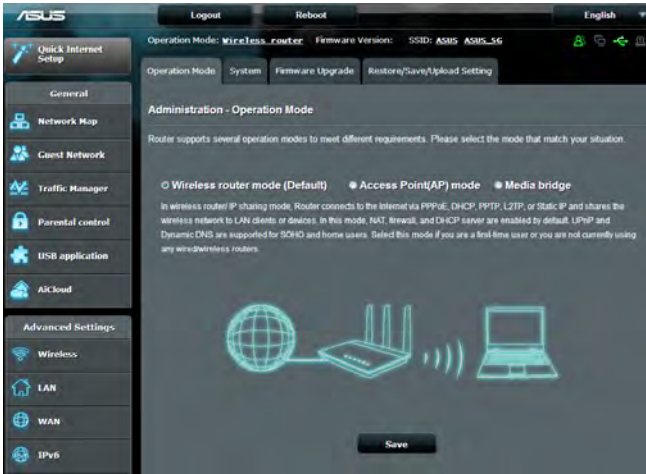 ASUS
Logout Reboot English
Operation Mode: Wireless router Firmware Version: SSID: ASUS ASUS_5G
Quick Internet
Setup
General
Network Map
Guest Network
Traffic Manager
Parental control
USB application
AiCloud
Advanced Settings
Wireless
LAN
WAN
IPv6
Operation Mode System Firmware Upgrade Restore/Save/Upload Setting
Administration - Operation Mode
Router supports several operation modes to meet different requirements. Please select the mode that match your situation.
Wireless router mode (Default) Access Point(AP) mode Media bridge
In wireless router/ IP sharing mode, Router connects to the Internet via PPPoE, DHCP, PPTP, L2TP, or Static IP and shares the
wireless network to LAN clients or devices. In this mode, NAT, firewall, and DHCP server are enabled by default. UPnP and
Dynamic DNS are supported for SOHO and home users. Select this mode if you are a first-time user or you are not currently using
any wired/wireless routers.
Save